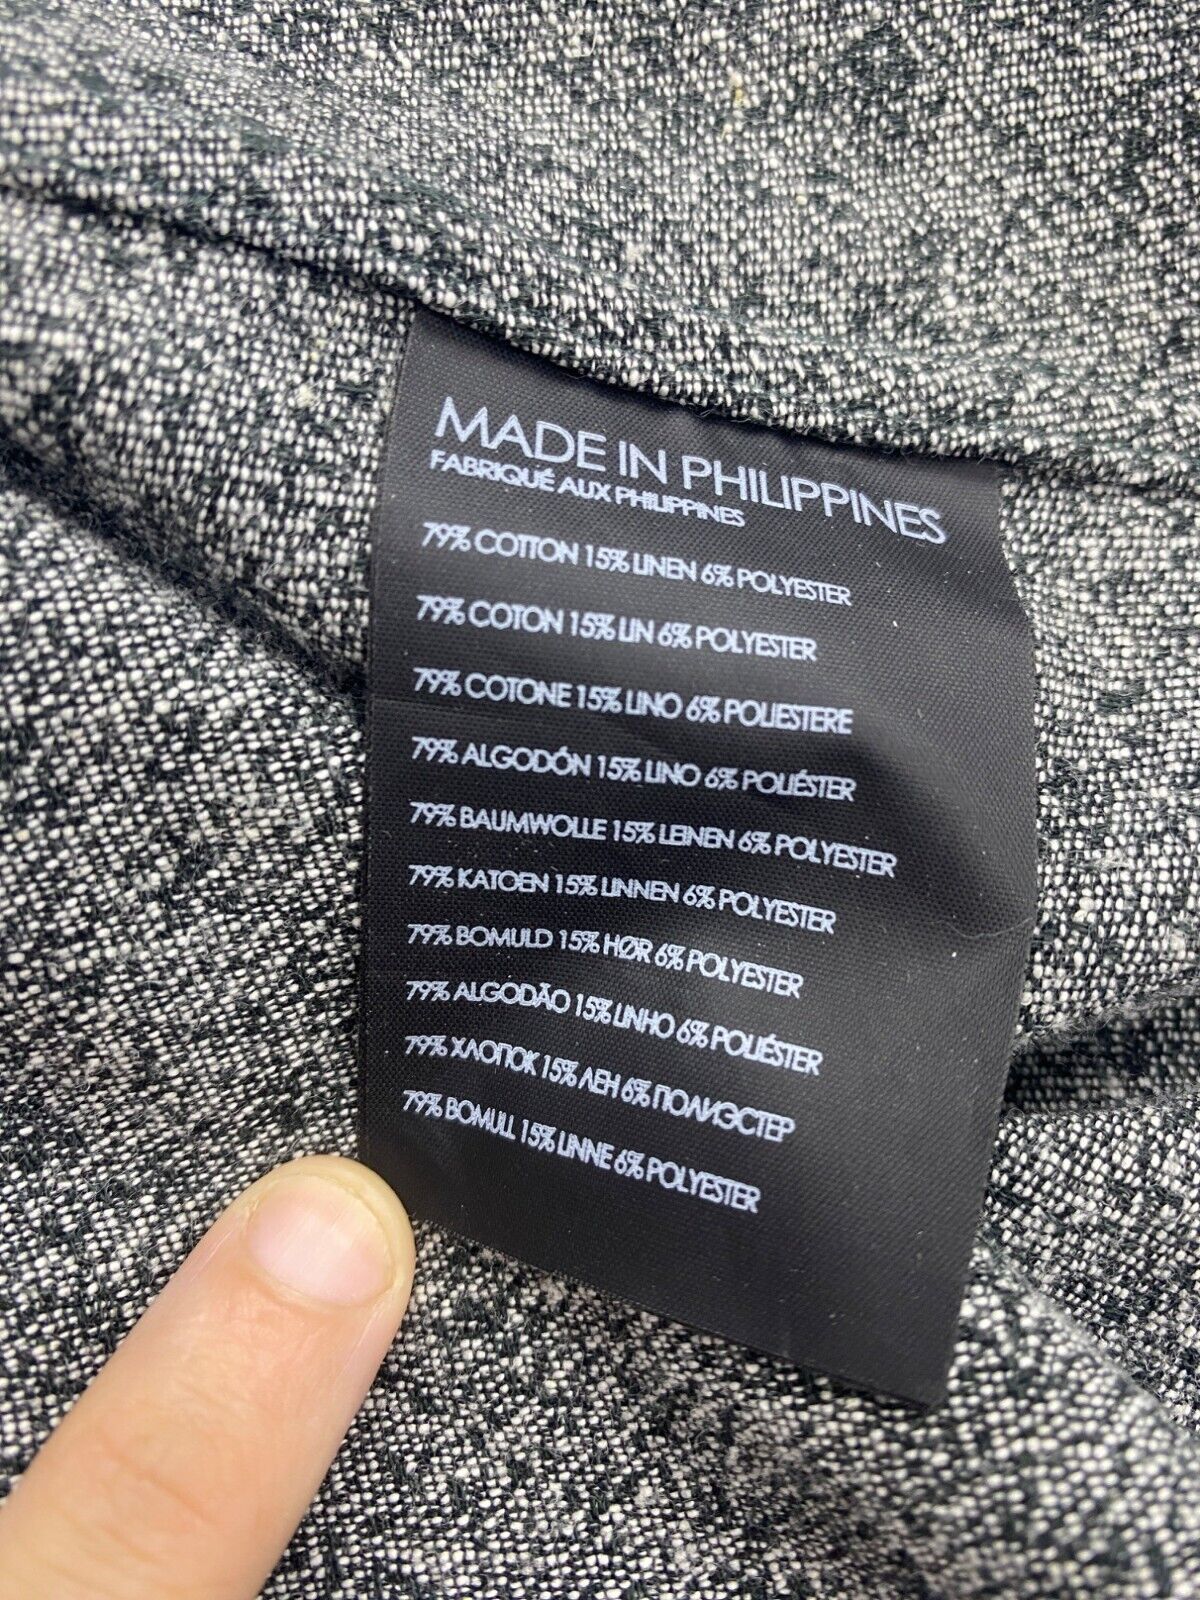 MADE IN PHILIPPINES
FABRIQUÉ AUX PHILIPPINES
79% COTTON 15% LINEN 6% POLYESTER
79% COTON 15% LIN 6% POLYESTER
79% COTONE 15% LINO 6% POLIESTERE
79% ALGODÓN 15% LINO 6% POLIÉSTER
79% BAUMWOLLE 15% LEINEN 6% POLYESTER
79% KATOEN 15% LINNEN 6% POLYESTER
79% BOMULD 15% HØR 6% POLYESTER
79% ALGODÃO 15% LINHO 6% POLIÉSTER
79% ХЛОПОК 15% ЛЕН 6% ПОЛИЭСТЕР
79% BOMULL 15% LINNE 6% POLYESTER